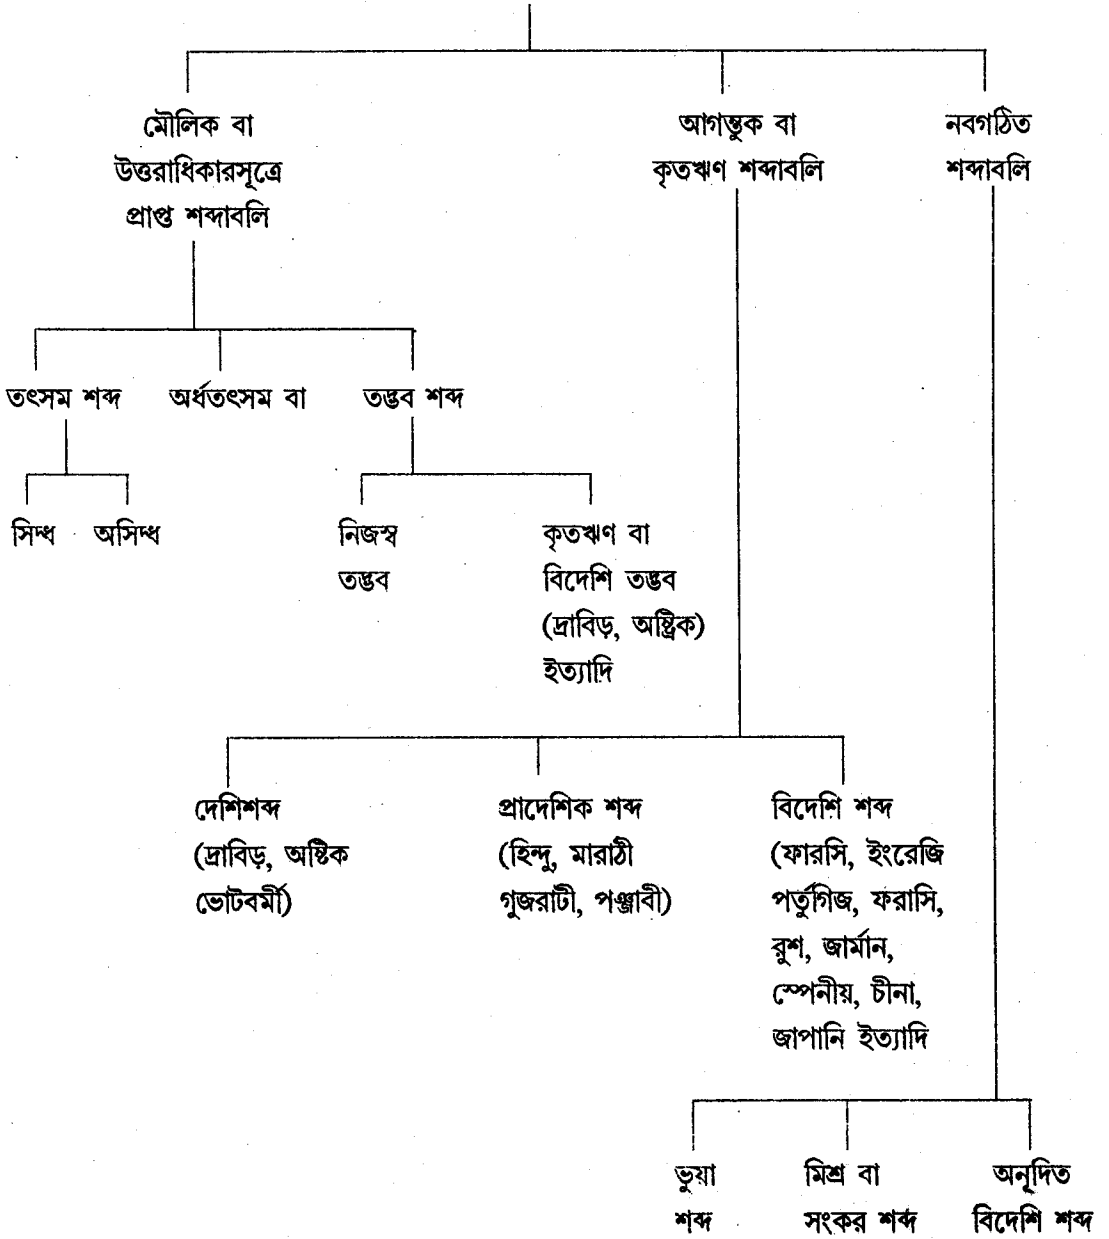 মৌলিক বা
উত্তরাধিকারসূত্রে
প্রাপ্ত শব্দাবলি
আগন্তুক বা
কৃতঋণ শব্দাবলি
নবগঠিত
শব্দাবলি
তৎসম শব্দ
অর্ধতৎসম বা
তদ্ভব শব্দ
সিদ্ধ
অসিদ্ধ
নিজস্ব
তদ্ভব
কৃতঋণ বা
বিদেশি তদ্ভব
(দ্রাবিড়, অষ্ট্রিক)
ইত্যাদি
দেশিশব্দ
(দ্রাবিড়, অষ্টিক
ভোটবর্মী)
প্রাদেশিক শব্দ
(হিন্দু, মারাঠী
গুজরাটী, পঞ্জাবী)
বিদেশি শব্দ
(ফারসি, ইংরেজি
পর্তুগিজ, ফরাসি,
রুশ, জার্মান,
স্পেনীয়, চীনা,
জাপানি ইত্যাদি
ভুয়া
শব্দ
মিশ্র বা
সংকর শব্দ
অনূদিত
বিদেশি শব্দ